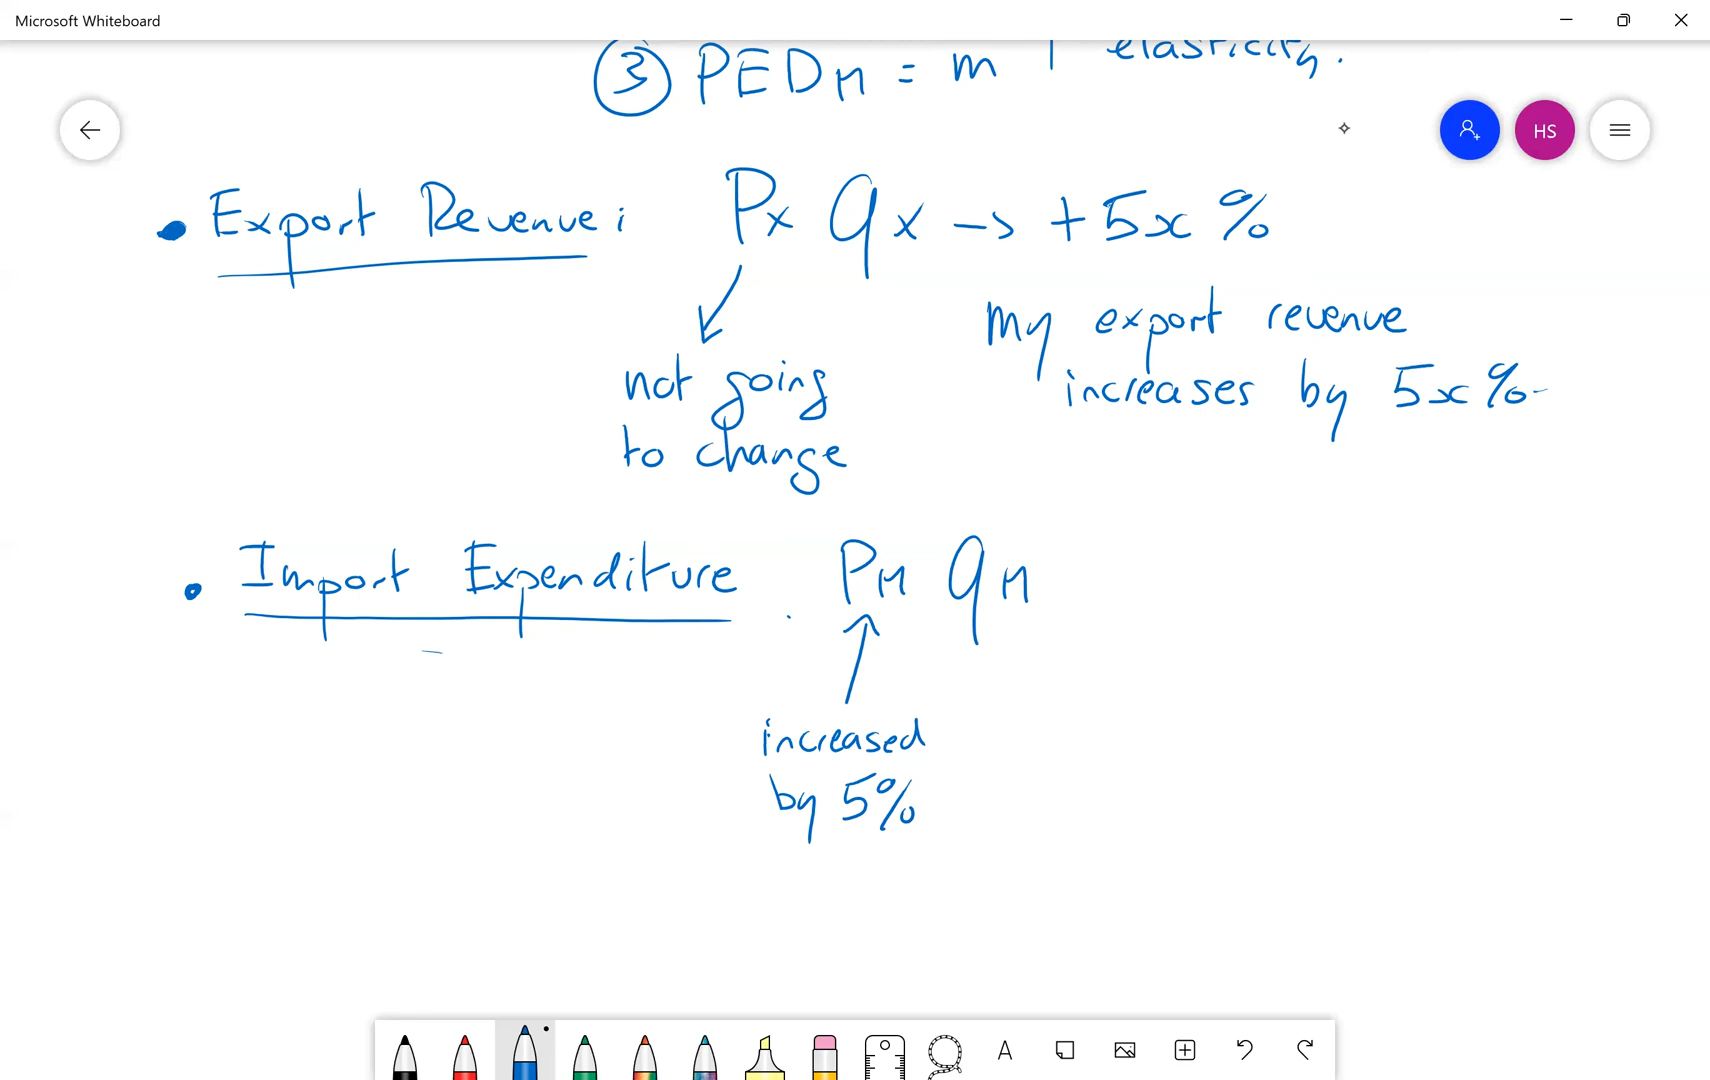 Microsoft Whiteboard
③ PEDM = m elasticity.
HS
• Export Revenue: Px Qx → +5x%
not going
to change
My export revenue
increases by 5x%
• Import Expenditure. PM QM
increased
by 5%
A